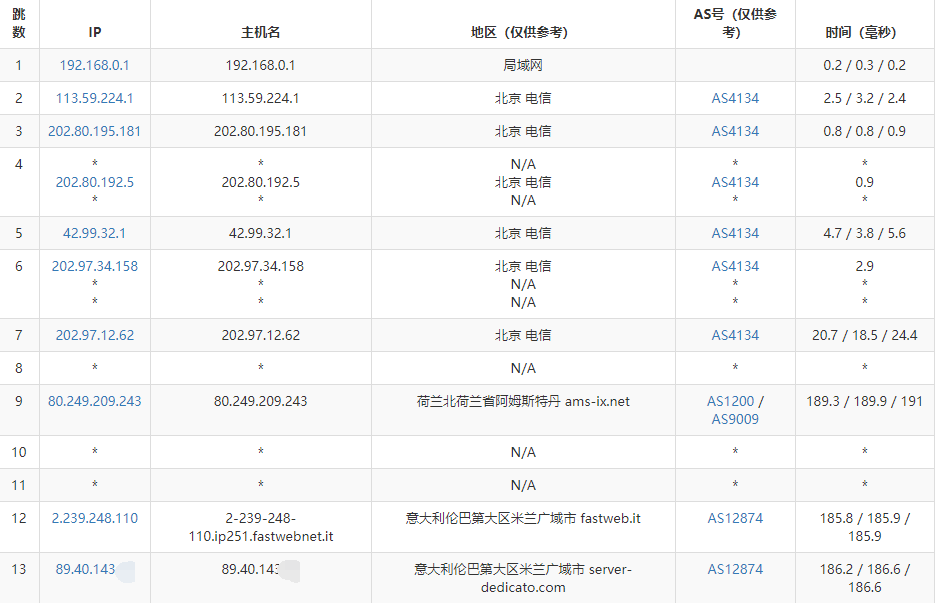 跳数 IP 主机名 地区（仅供参考） AS号（仅供参考） 时间（毫秒）
1 192.168.0.1 192.168.0.1 局域网 0.2 / 0.3 / 0.2
2 113.59.224.1 113.59.224.1 北京 电信 AS4134 2.5 / 3.2 / 2.4
3 202.80.195.181 202.80.195.181 北京 电信 AS4134 0.8 / 0.8 / 0.9
4 * * N/A * *
202.80.192.5 202.80.192.5 北京 电信 AS4134 0.9
* * N/A * *
5 42.99.32.1 42.99.32.1 北京 电信 AS4134 4.7 / 3.8 / 5.6
6 202.97.34.158 202.97.34.158 北京 电信 AS4134 2.9
* * N/A * *
* * N/A * *
7 202.97.12.62 202.97.12.62 北京 电信 AS4134 20.7 / 18.5 / 24.4
8 * * N/A * *
9 80.249.209.243 80.249.209.243 荷兰北荷兰省阿姆斯特丹 ams-ix.net AS1200 / 189.3 / 189.9 / 191
AS9009
10 * * N/A * *
11 * * N/A * *
12 2.239.248.110 2-239-248- 意大利伦巴第大区米兰广域市 fastweb.it AS12874 185.8 / 185.9 /
110.ip251.fastwebnet.it 185.9
13 89.40.143 89.40.143 意大利伦巴第大区米兰广域市 server- AS12874 186.2 / 186.6 /
dedicato.com 186.6